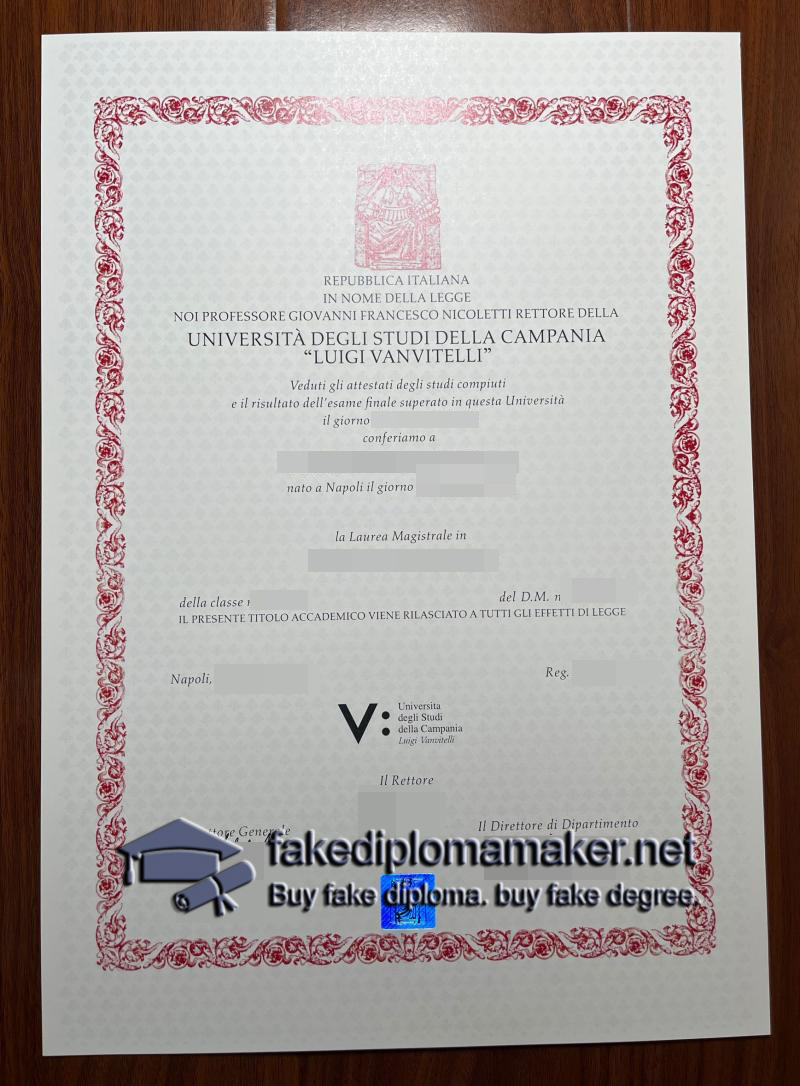 REPUBBLICA ITALIANA
IN NOME DELLA LEGGE
NOI PROFESSORE GIOVANNI FRANCESCO NICOLETTI RETTORE DELLA
UNIVERSITÀ DEGLI STUDI DELLA CAMPANIA
“LUIGI VANVITELLI”
Veduti gli attestati degli studi compiuti
e il risultato dell'esame finale superato in questa Università
il giorno
conferiamo a
nato a Napoli il giorno
la Laurea Magistrale in
della classe del D.M. n
IL PRESENTE TITOLO ACCADEMICO VIENE RILASCIATO A TUTTI GLI EFFETTI DI LEGGE
Napoli, Reg.
V:
Universita
degli Studi
della Campania
Luigi Vanvitelli
Il Rettore
Generale Il Direttore di Dipartimento
fakediplomamaker.net
Buy fake diploma. buy fake degree.